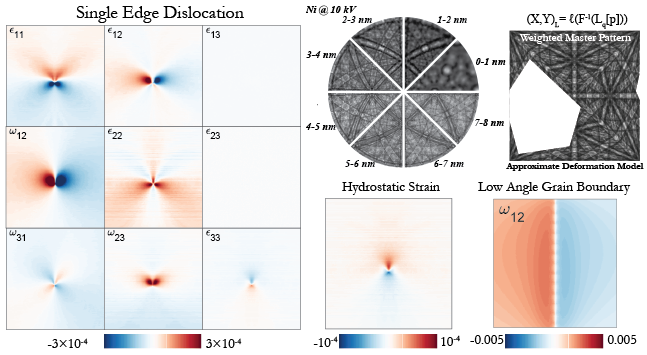 Single Edge Dislocation
ϵ11
ϵ12
ϵ13
ω12
ϵ22
ϵ23
ω31
ω23
ϵ33
-3×10-4
3×10-4
Ni @ 10 kV
2-3 nm
1-2 nm
3-4 nm
0-1 nm
4-5 nm
7-8 nm
5-6 nm
6-7 nm
(X,Y)L= ℓ(F-1(Lq[p]))
Weighted Master Pattern
Approximate Deformation Model
Hydrostatic Strain
-10-4
10-4
Low Angle Grain Boundary
ω12
-0.005
0.005